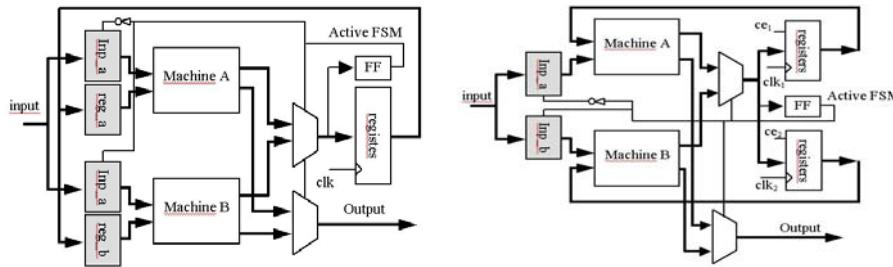 Active FSM
Inp_a
Machine A
FF
input
reg_a
registes
Inp_a
Machine B
clk
reg_b
Output
ce1
registers
Machine A
Inp_a
clk1
Active FSM
input
FF
Inp_b
ce2
registers
Machine B
clk2
Output